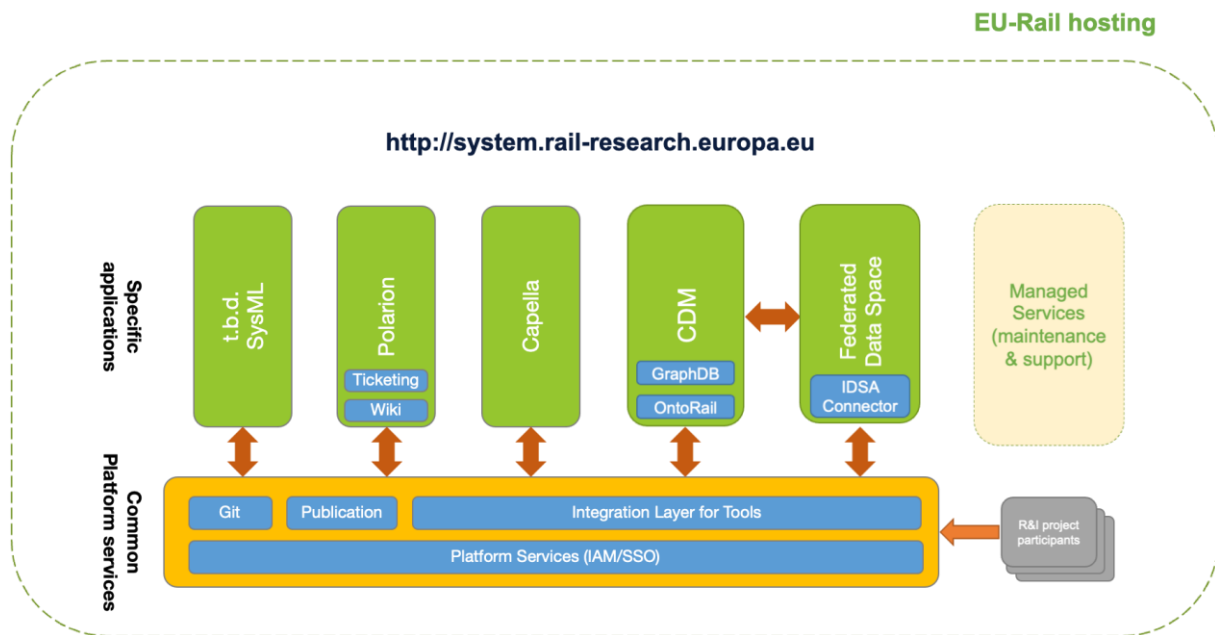 EU-Rail hosting
http://system.rail-research.europa.eu
Specific
applications
t.b.d.
SysML
Polarion
Ticketing
Wiki
Capella
CDM
GraphDB
OntoRail
Federated
Data Space
IDSA
Connector
Managed
Services
(maintenance
& support)
Common
Platform services
Git
Publication
Integration Layer for Tools
Platform Services (IAM/SSO)
R&I project
participants